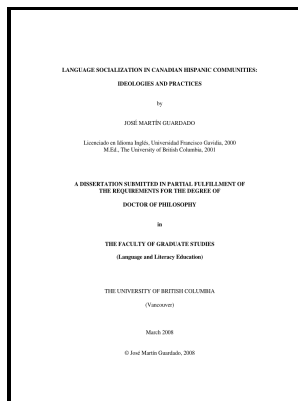 LANGUAGE SOCIALIZATION IN CANADIAN HISPANIC COMMUNITIES:
IDEOLOGIES AND PRACTICES
by
JOSÉ MARTÍN GUARDADO
Licenciado en Idioma Inglés, Universidad Francisco Gavidia, 2000
M.Ed., The University of British Columbia, 2001
A DISSERTATION SUBMITTED IN PARTIAL FULFILLMENT OF
THE REQUIREMENTS FOR THE DEGREE OF
DOCTOR OF PHILOSOPHY
in
THE FACULTY OF GRADUATE STUDIES
(Language and Literacy Education)
THE UNIVERSITY OF BRITISH COLUMBIA
(Vancouver)
March 2008
© José Martín Guardado, 2008